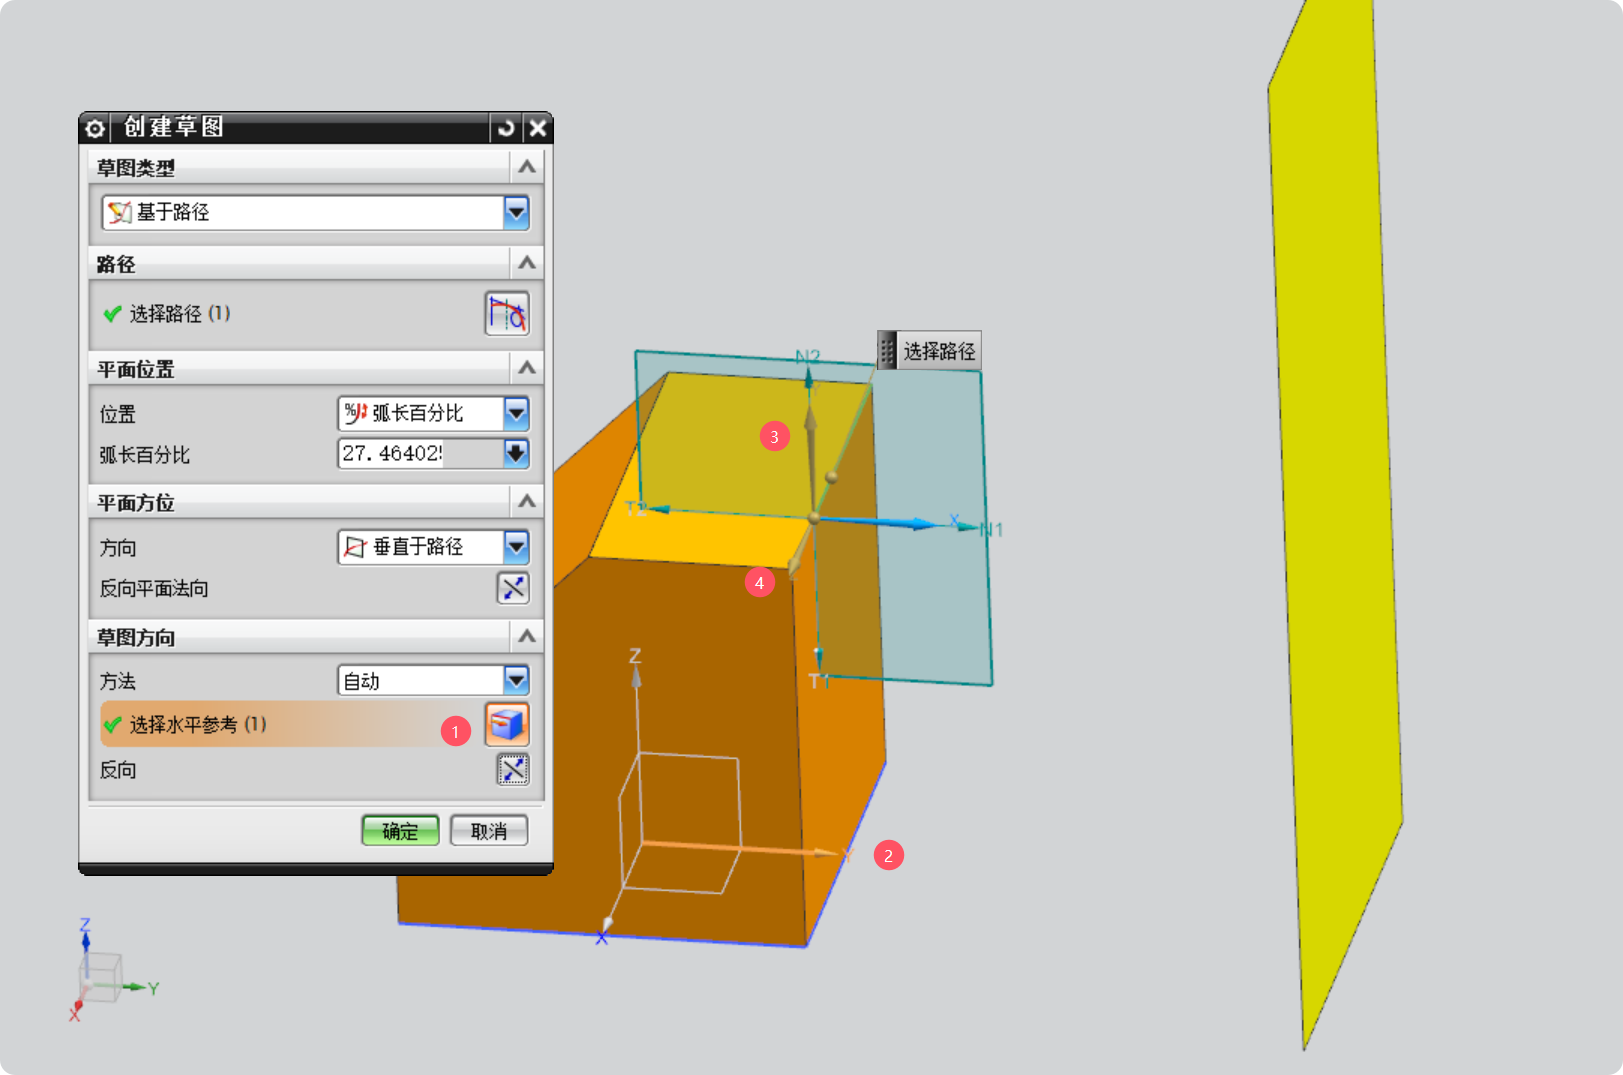 创建草图
草图类型
基于路径
路径
选择路径 (1)
平面位置
位置
弧长百分比
弧长百分比
27.46402
平面方位
方向
垂直于路径
反向平面法向
草图方向
方法
自动
选择水平参考 (1)
1
反向
确定
取消
选择路径
N2
Y
3
T2
X
N1
4
T1
Z
Y
2
X
Z
Y
X